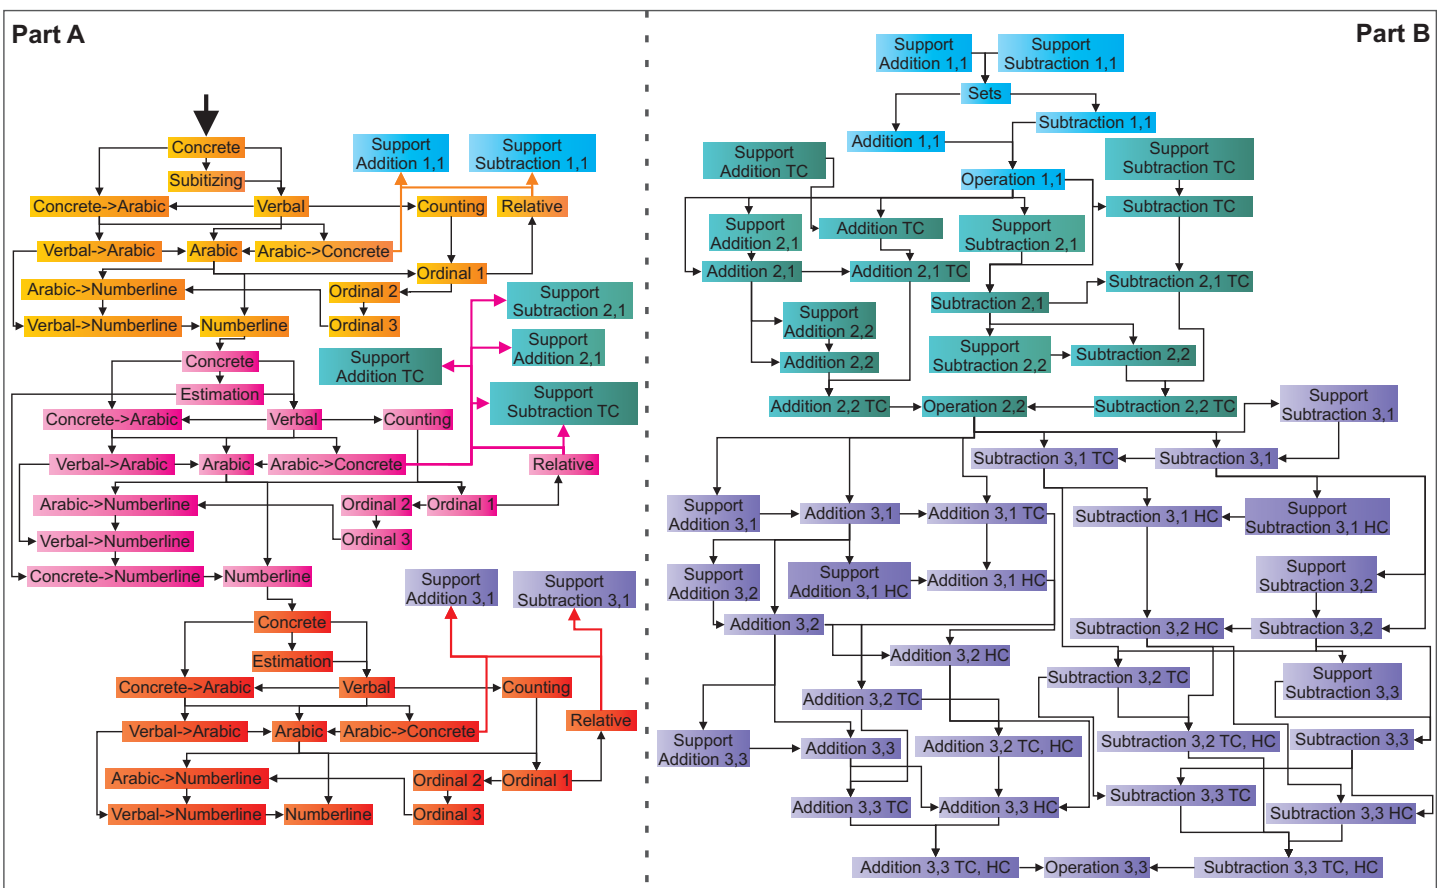 Part A
Concrete
Subitizing
Concrete->Arabic
Verbal
Counting
Relative
Support
Addition 1,1
Support
Subtraction 1,1
Verbal->Arabic
Arabic
Arabic->Concrete
Ordinal 1
Arabic->Numberline
Ordinal 2
Verbal->Numberline
Numberline
Ordinal 3
Support
Subtraction 2,1
Support
Addition 2,1
Support
Addition TC
Support
Subtraction TC
Concrete
Estimation
Concrete->Arabic
Verbal
Counting
Verbal->Arabic
Arabic
Arabic->Concrete
Relative
Arabic->Numberline
Ordinal 2
Ordinal 1
Verbal->Numberline
Ordinal 3
Concrete->Numberline
Numberline
Support
Addition 3,1
Support
Subtraction 3,1
Concrete
Estimation
Concrete->Arabic
Verbal
Counting
Relative
Verbal->Arabic
Arabic
Arabic->Concrete
Arabic->Numberline
Ordinal 2
Ordinal 1
Verbal->Numberline
Numberline
Ordinal 3
Part B
Support
Addition 1,1
Support
Subtraction 1,1
Sets
Addition 1,1
Subtraction 1,1
Support
Addition TC
Operation 1,1
Support
Subtraction TC
Subtraction TC
Support
Addition 2,1
Addition TC
Support
Subtraction 2,1
Addition 2,1
Addition 2,1 TC
Subtraction 2,1
Subtraction 2,1 TC
Support
Addition 2,2
Addition 2,2
Support
Subtraction 2,2
Subtraction 2,2
Addition 2,2 TC
Operation 2,2
Subtraction 2,2 TC
Support
Subtraction 3,1
Subtraction 3,1 TC
Subtraction 3,1
Support
Addition 3,1
Addition 3,1
Addition 3,1 TC
Subtraction 3,1 HC
Support
Subtraction 3,1 HC
Support
Addition 3,2
Support
Addition 3,1 HC
Addition 3,1 HC
Support
Subtraction 3,2
Addition 3,2
Subtraction 3,2 HC
Subtraction 3,2
Addition 3,2 HC
Subtraction 3,2 TC
Support
Subtraction 3,3
Addition 3,2 TC
Support
Addition 3,3
Addition 3,3
Addition 3,2 TC, HC
Subtraction 3,2 TC, HC
Subtraction 3,3
Addition 3,3 TC
Addition 3,3 HC
Subtraction 3,3 TC
Subtraction 3,3 HC
Addition 3,3 TC, HC
Operation 3,3
Subtraction 3,3 TC, HC